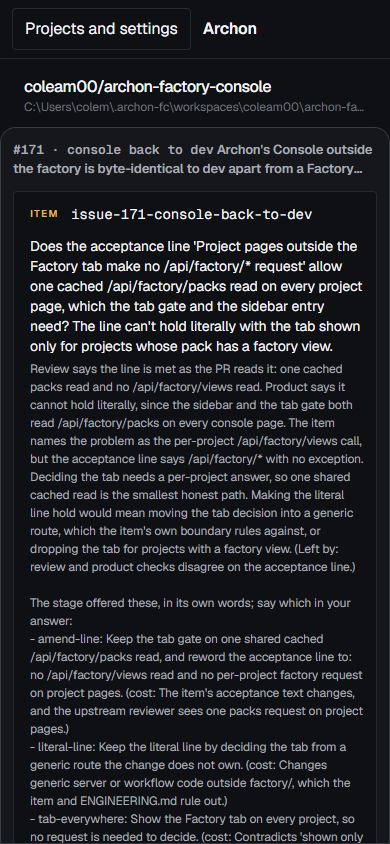 Projects and settings Archon
coleam00/archon-factory-console
C:\Users\colem\.archon-fc\workspaces\coleam00\archon-fa...
#171 · console back to dev Archon's Console outside
the factory is byte-identical to dev apart from a Factory...
ITEM issue-171-console-back-to-dev
Does the acceptance line 'Project pages outside the
Factory tab make no /api/factory/* request' allow
one cached /api/factory/packs read on every project
page, which the tab gate and the sidebar entry
need? The line can't hold literally with the tab shown
only for projects whose pack has a factory view.
Review says the line is met as the PR reads it: one cached
packs read and no /api/factory/views read. Product says it
cannot hold literally, since the sidebar and the tab gate both
read /api/factory/packs on every console page. The item
names the problem as the per-project /api/factory/views call,
but the acceptance line says /api/factory/* with no exception.
Deciding the tab needs a per-project answer, so one shared
cached read is the smallest honest path. Making the literal
line hold would mean moving the tab decision into a generic
route, which the item's own boundary rules against, or
dropping the tab for projects with a factory view. (Left by:
review and product checks disagree on the acceptance line.)
The stage offered these, in its own words; say which in your
answer:
- amend-line: Keep the tab gate on one shared cached
/api/factory/packs read, and reword the acceptance line to:
no /api/factory/views read and no per-project factory request
on project pages. (cost: The item's acceptance text changes,
and the upstream reviewer sees one packs request on project
pages.)
- literal-line: Keep the literal line by deciding the tab from a
generic route the change does not own. (cost: Changes
generic server or workflow code outside factory/, which the
item and ENGINEERING.md rule out.)
- tab-everywhere: Show the Factory tab on every project, so
no request is needed to decide. (cost: Contradicts 'shown only